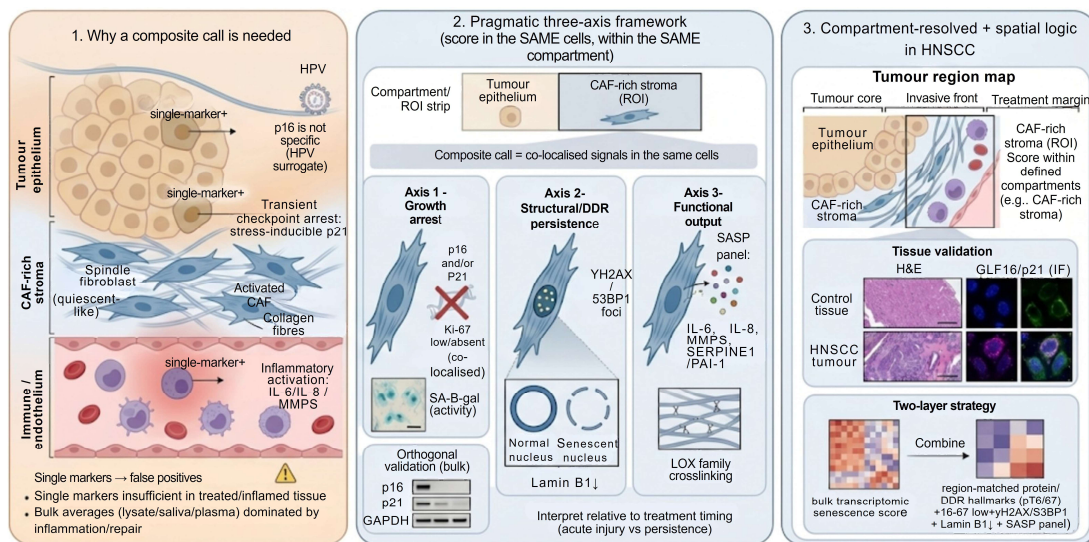 1. Why a composite call is needed
HPV
single-marker+
p16 is not
specific
(HPV
surrogate)
Tumour
epithelium
single-marker+
Transient
checkpoint arrest:
stress-inducible p21
CAF-rich
stroma
Spindle
fibroblast
(quiescent-
like)
Activated
CAF
Collagen
fibres
Immune /
endothelium
single-marker+
Inflammatory
activation:
IL 6/IL 8 /
MMPS
Single markers → false positives
• Single markers insufficient in treated/inflamed tissue
• Bulk averages (lysate/saliva/plasma) dominated by
inflammation/repair
2. Pragmatic three-axis framework
(score in the SAME cells, within the SAME
compartment)
Compartment/
ROI strip
Tumour
epithelium
CAF-rich stroma
(ROI)
Composite call = co-localised signals in the same cells
Axis 1 -
Growth
arrest
p16
and/or
P21
Ki-67
low/absent
(co-
localised)
SA-B-gal
(activity)
Orthogonal
validation (bulk)
p16
p21
GAPDH
Axis 2-
Structural/DDR
persistence
YH2AX
/
53BP1
foci
Normal
nucleus
Senescent
nucleus
Lamin B1↓
Axis 3-
Functional
output
SASP
panel:
IL-6, IL-8,
MMPS,
SERPINE1
/PAI-1
LOX family
crosslinking
Interpret relative to treatment timing
(acute injury vs persistence)
3. Compartment-resolved + spatial logic
in HNSCC
Tumour region map
Tumour core
Invasive front
Treatment margin
Tumour
epithelium
CAF-rich
stroma
CAF-rich
stroma (ROI)
Score within
defined
compartments
(e.g.. CAF-rich
stroma)
Tissue validation
H&E
GLF16/p21 (IF)
Control
tissue
HNSCC
tumour
Two-layer strategy
Combine
bulk transcriptomic
senescence score
region-matched protein/
DDR hallmarks (pT6/67)
+16-67 low+yH2AX/S3BP1
+ Lamin B1↓ + SASP panel)